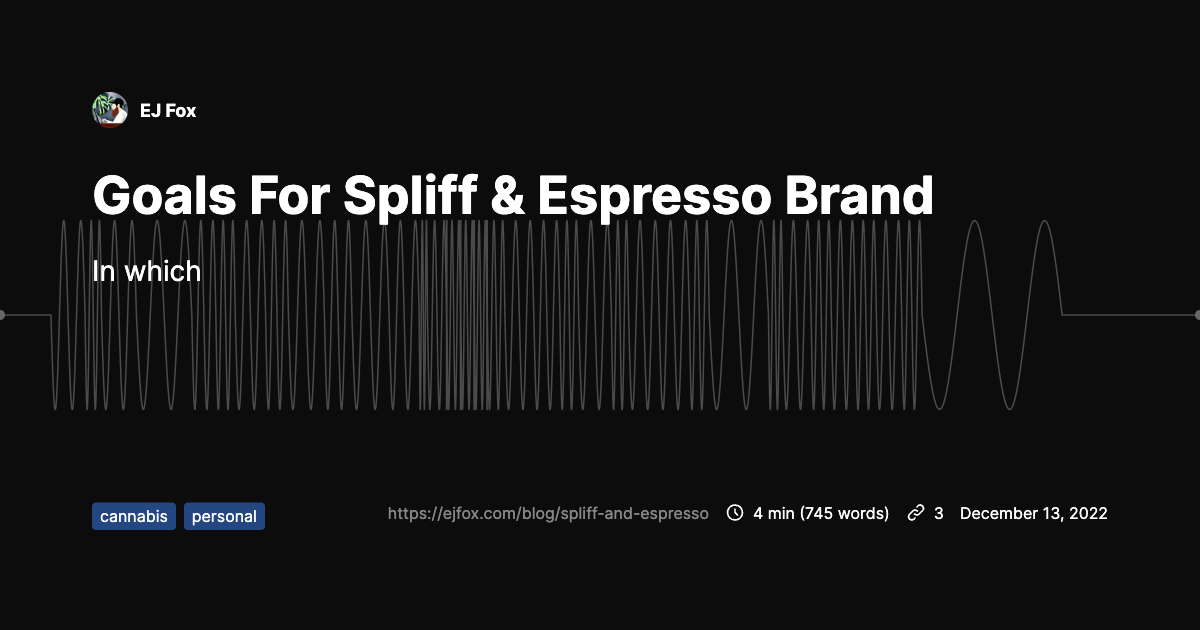 EJ Fox
Goals For Spliff & Espresso Brand
In which
cannabis personal https://ejfox.com/blog/spliff-and-espresso 4 min (745 words) 3 December 13, 2022